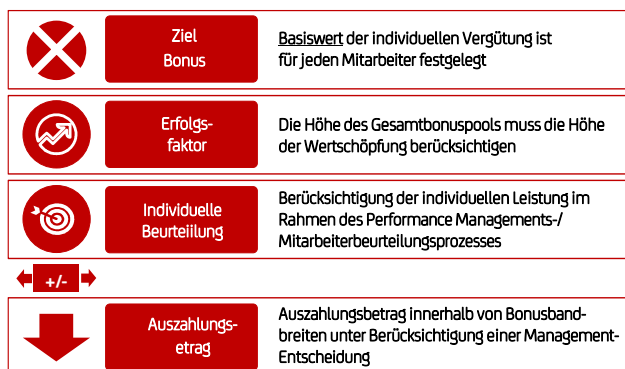 Ziel
Bonus
Basiswert der individuellen Vergütung ist
für jeden Mitarbeiter festgelegt
Erfolgs-
faktor
Die Höhe des Gesamtbonuspools muss die Höhe
der Wertschöpfung berücksichtigen
Individuelle
Beurteiilung
Berücksichtigung der individuellen Leistung im
Rahmen des Performance Managements-/
Mitarbeiterbeurteilungsprozesses
+/-
Auszahlungs-
etrag
Auszahlungsbetrag innerhalb von Bonusband-
breiten unter Berücksichtigung einer Management-
Entscheidung